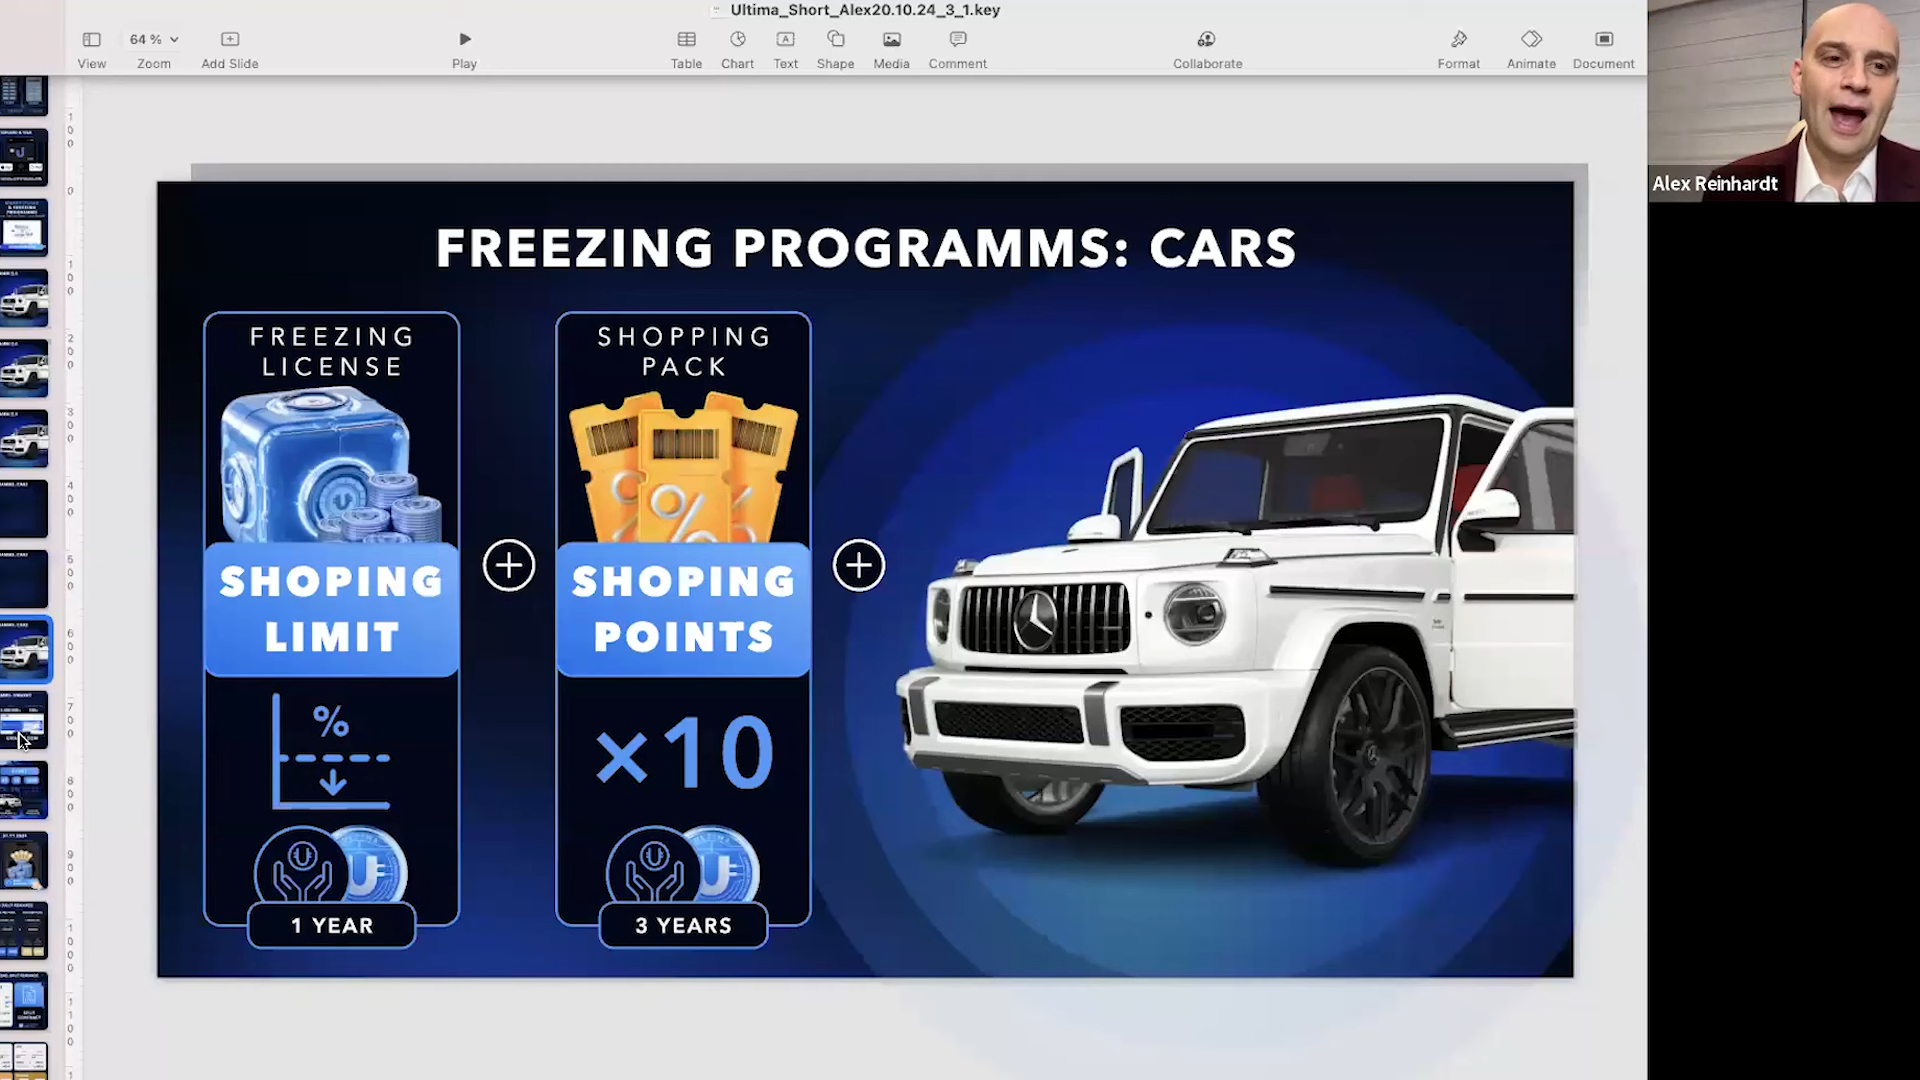 Ultima_Short_Alex20.10.24_3_1.key
64 %
View
Zoom
Add Slide
Play
Table
Chart
Text
Shape
Media
Comment
Collaborate
Format
Animate
Document
Alex Reinhardt
FREEZING PROGRAMMS: CARS
FREEZING
LICENSE
SHOPING
LIMIT
%
1 YEAR
SHOPPING
PACK
%
SHOPING
POINTS
×10
3 YEARS